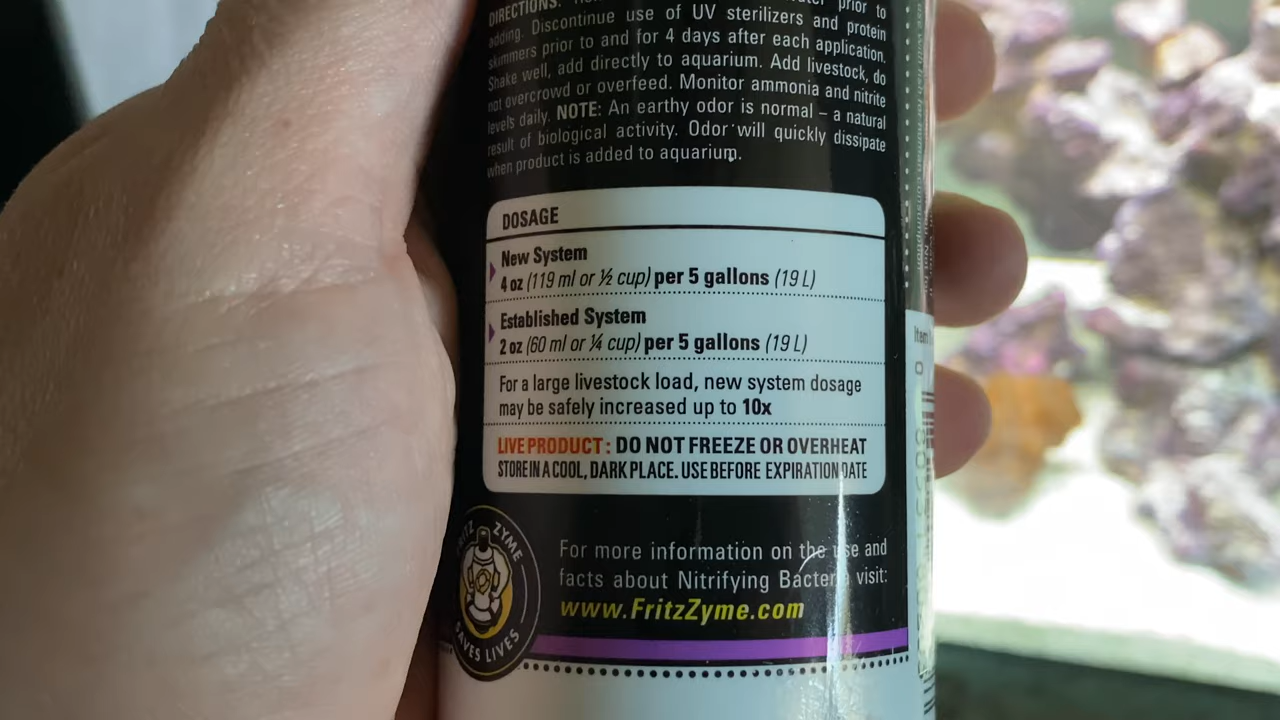 DIRECTIONS: prior to
adding. Discontinue use of UV sterilizers and protein
skimmers prior to and for 4 days after each application.
Shake well, add directly to aquarium. Add livestock, do
not overcrowd or overfeed. Monitor ammonia and nitrite
levels daily. NOTE: An earthy odor is normal – a natural
result of biological activity. Odor will quickly dissipate
when product is added to aquarium.
DOSAGE
New System
4 oz (119 ml or ½ cup) per 5 gallons (19 L)
Established System
2 oz (60 ml or ¼ cup) per 5 gallons (19 L)
For a large livestock load, new system dosage
may be safely increased up to 10x
LIVE PRODUCT: DO NOT FREEZE OR OVERHEAT
STORE IN A COOL, DARK PLACE. USE BEFORE EXPIRATION DATE
FRITZ ZYME
SAVES LIVES
For more information on the use and
facts about Nitrifying Bacteria visit:
www.FritzZyme.com
Item